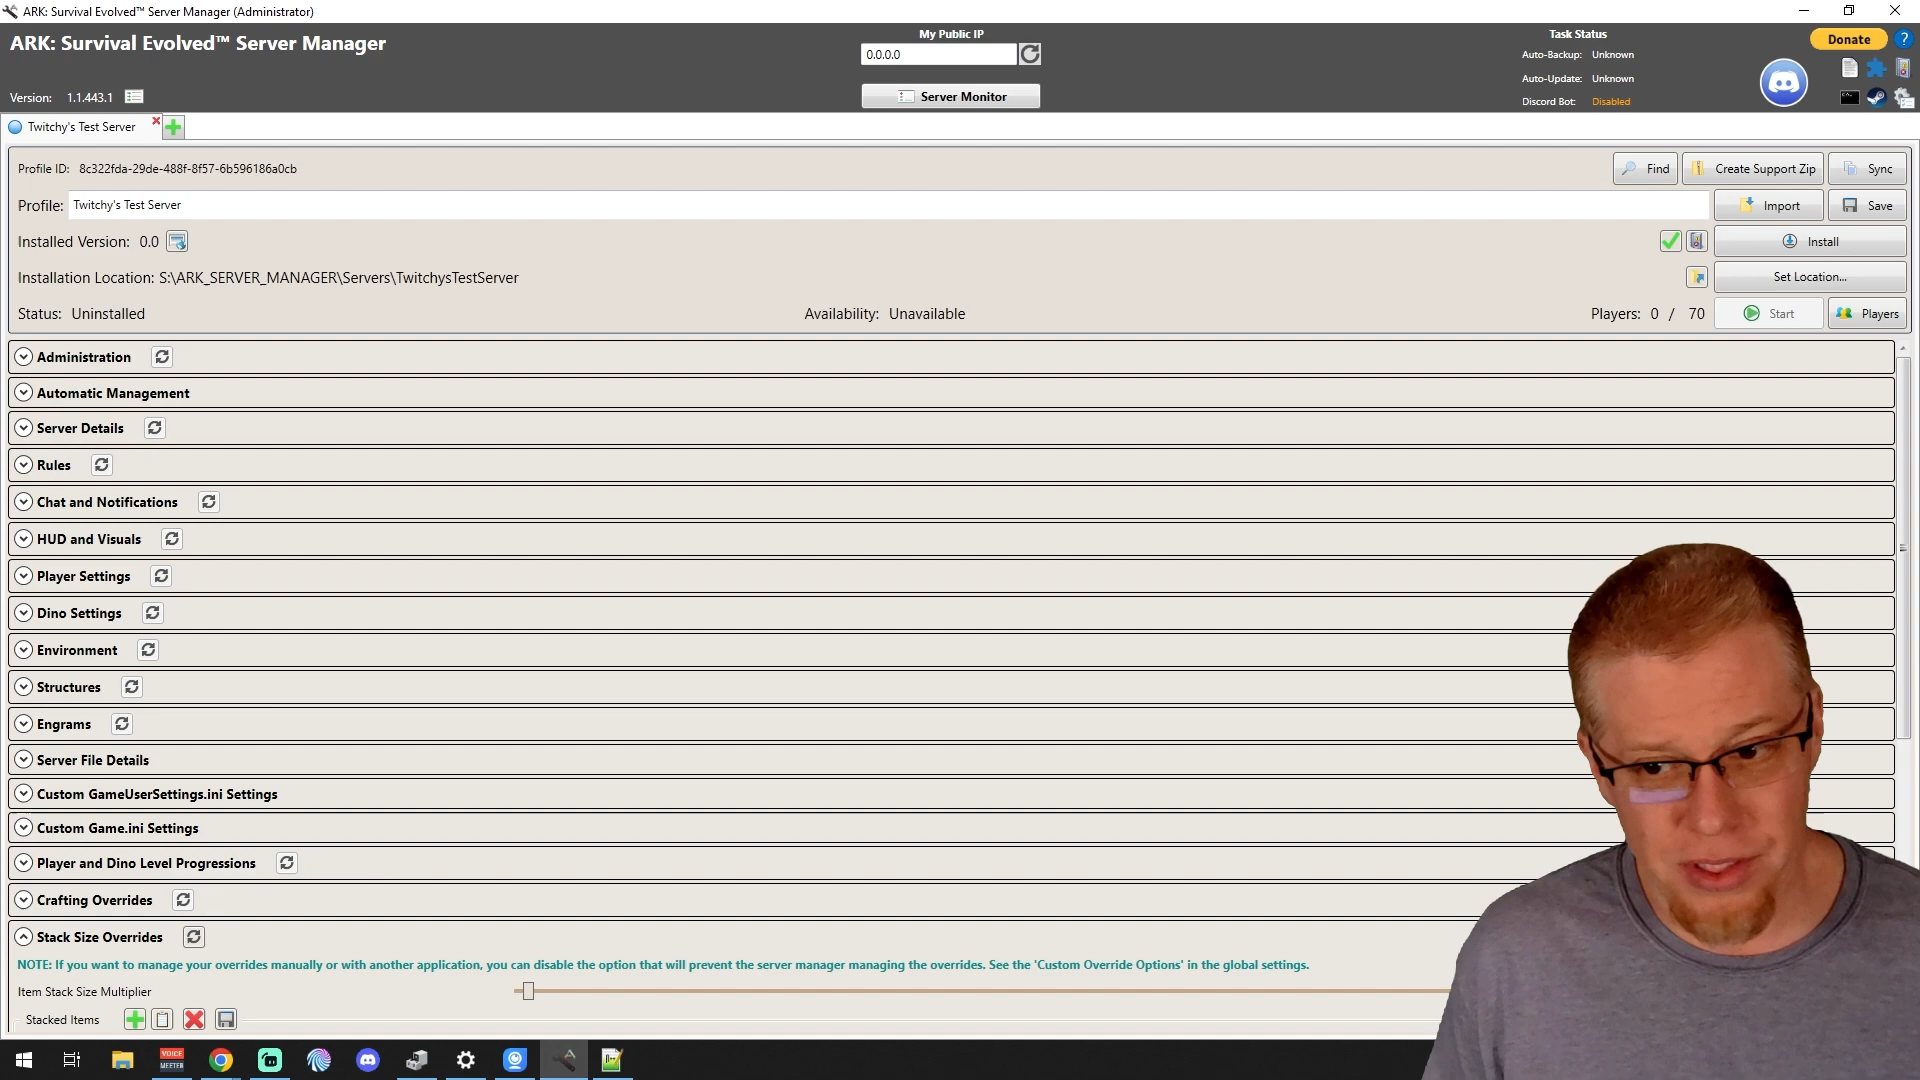 ARK: Survival Evolved™ Server Manager (Administrator)
ARK: Survival Evolved™ Server Manager
My Public IP
0.0.0.0
Server Monitor
Task Status
Auto-Backup: Unknown
Auto-Update: Unknown
Discord Bot: Disabled
Donate
?
Version: 1.1.443.1
Twitchy's Test Server
Profile ID: 8c322fda-29de-488f-8f57-6b596186a0cb
Find
Create Support Zip
Sync
Profile: Twitchy's Test Server
Import
Save
Installed Version: 0.0
Install
Installation Location: S:\ARK_SERVER_MANAGER\Servers\TwitchysTestServer
Set Location...
Status: Uninstalled
Availability: Unavailable
Players: 0 / 70
Start
Players
Administration
Automatic Management
Server Details
Rules
Chat and Notifications
HUD and Visuals
Player Settings
Dino Settings
Environment
Structures
Engrams
Server File Details
Custom GameUserSettings.ini Settings
Custom Game.ini Settings
Player and Dino Level Progressions
Crafting Overrides
Stack Size Overrides
NOTE: If you want to manage your overrides manually or with another application, you can disable the option that will prevent the server manager managing the overrides. See the 'Custom Override Options' in the global settings.
Item Stack Size Multiplier
Stacked Items
VOICE
MEETER